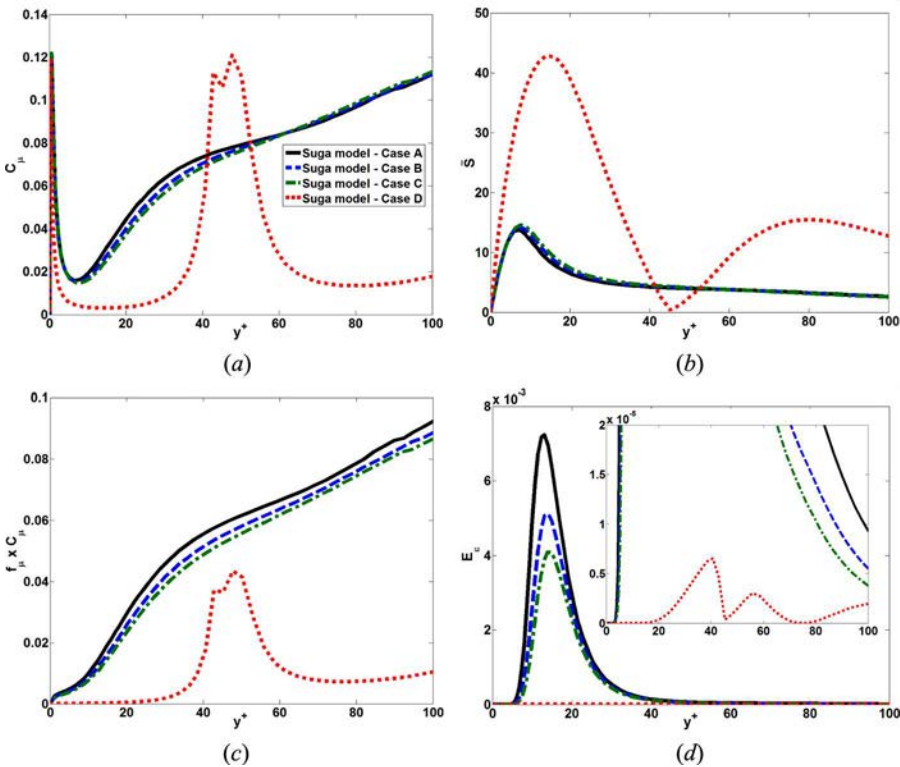 0.14
0.12
0.1
0.08
0.06
0.04
0.02
0
C_μ
Suga model - Case A
Suga model - Case B
Suga model - Case C
Suga model - Case D
0 20 40 60 80 100
y⁺
(a)
50
40
30
20
10
0
S̄
0 20 40 60 80 100
y⁺
(b)
0.1
0.08
0.06
0.04
0.02
0
f_μ x C_μ
0 20 40 60 80 100
y⁺
(c)
8 x 10⁻³
6
4
2
0
E_ε
2 x 10⁻⁵
1.5
1
0.5
0
0 20 40 60 80 100
0 20 40 60 80 100
y⁺
(d)